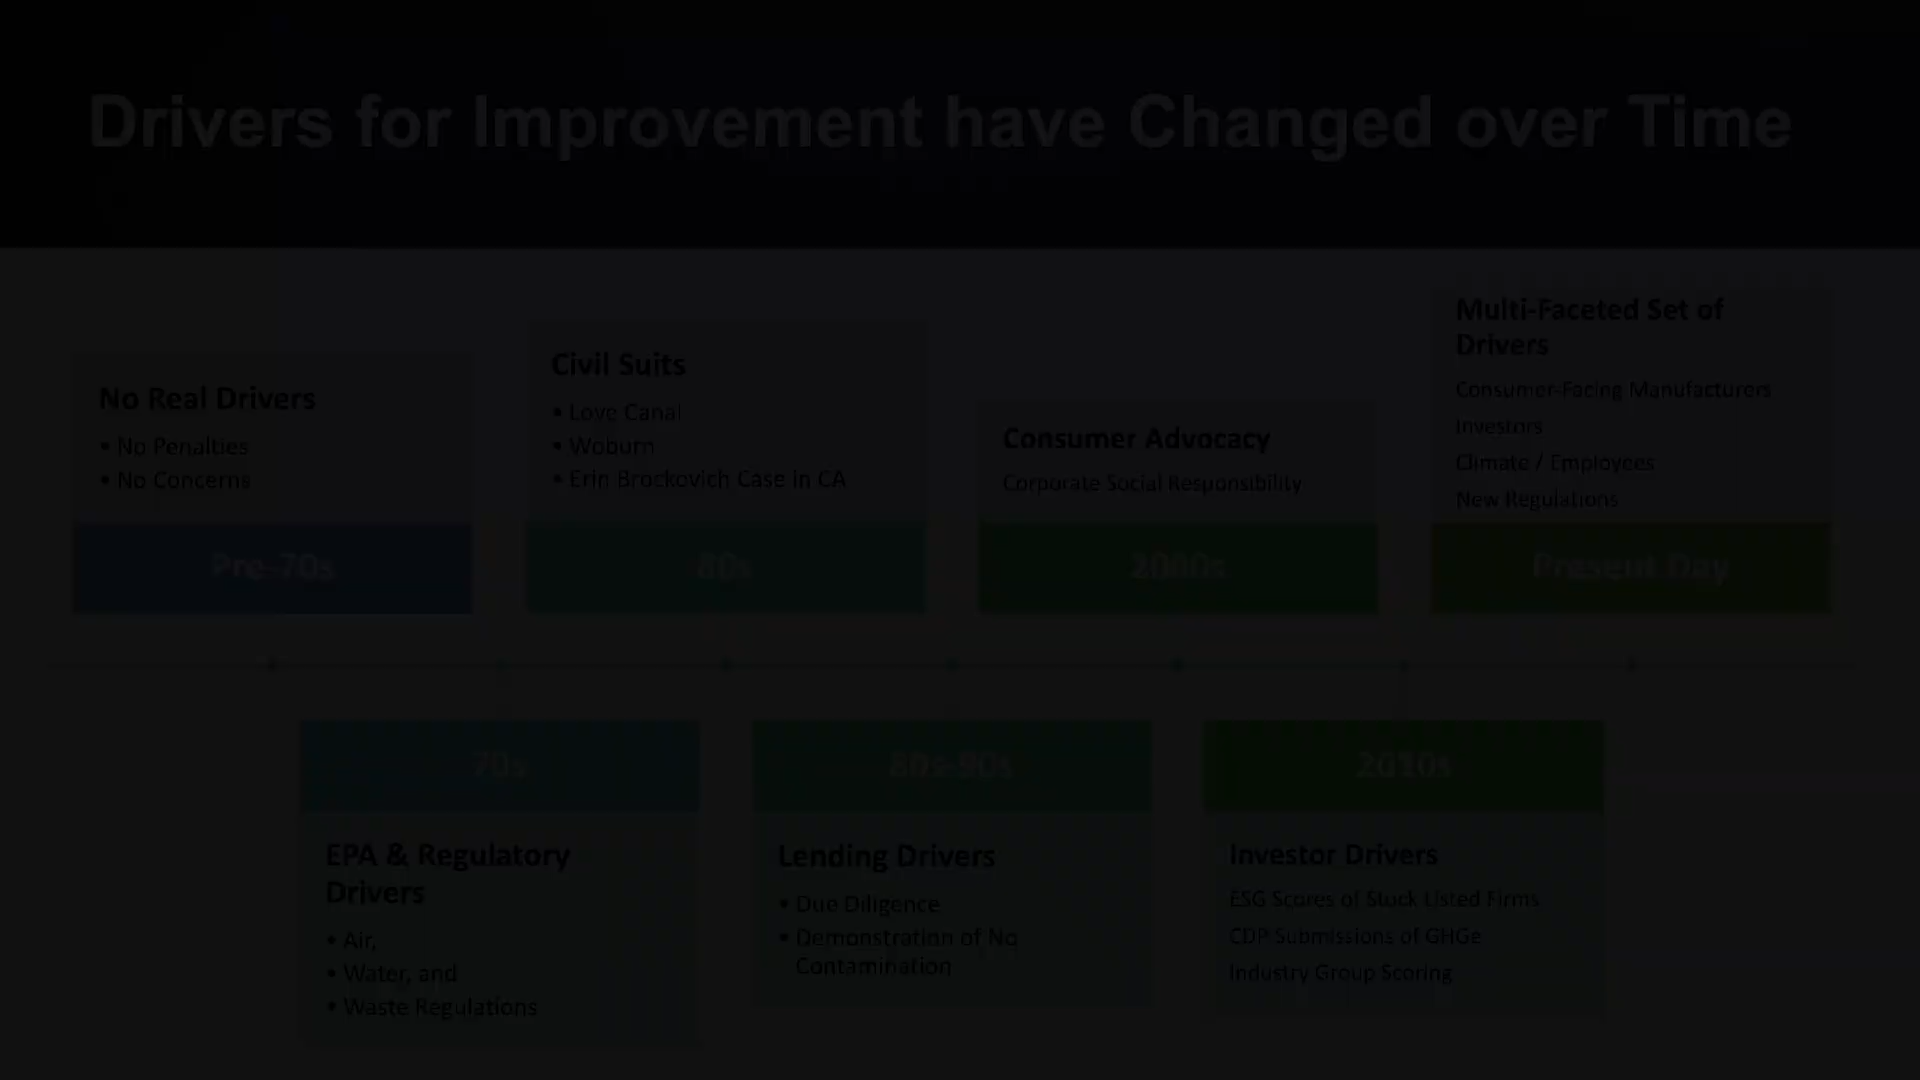 Drivers for Improvement have Changed over Time
No Real Drivers
• No Penalties
• No Concerns
Pre-70s
Civil Suits
• Love Canal
• Woburn
• Erin Brockovich Case in CA
80s
Consumer Advocacy
Corporate Social Responsibility
2000s
Multi-Faceted Set of
Drivers
Consumer-Facing Manufacturers
Investors
Climate / Employees
New Regulations
Present Day
70s
EPA & Regulatory
Drivers
• Air,
• Water, and
• Waste Regulations
80s-90s
Lending Drivers
• Due Diligence
• Demonstration of No
Contamination
2010s
Investor Drivers
ESG Scores of Stock Listed Firms
CDP Submissions of GHGe
Industry Group Scoring